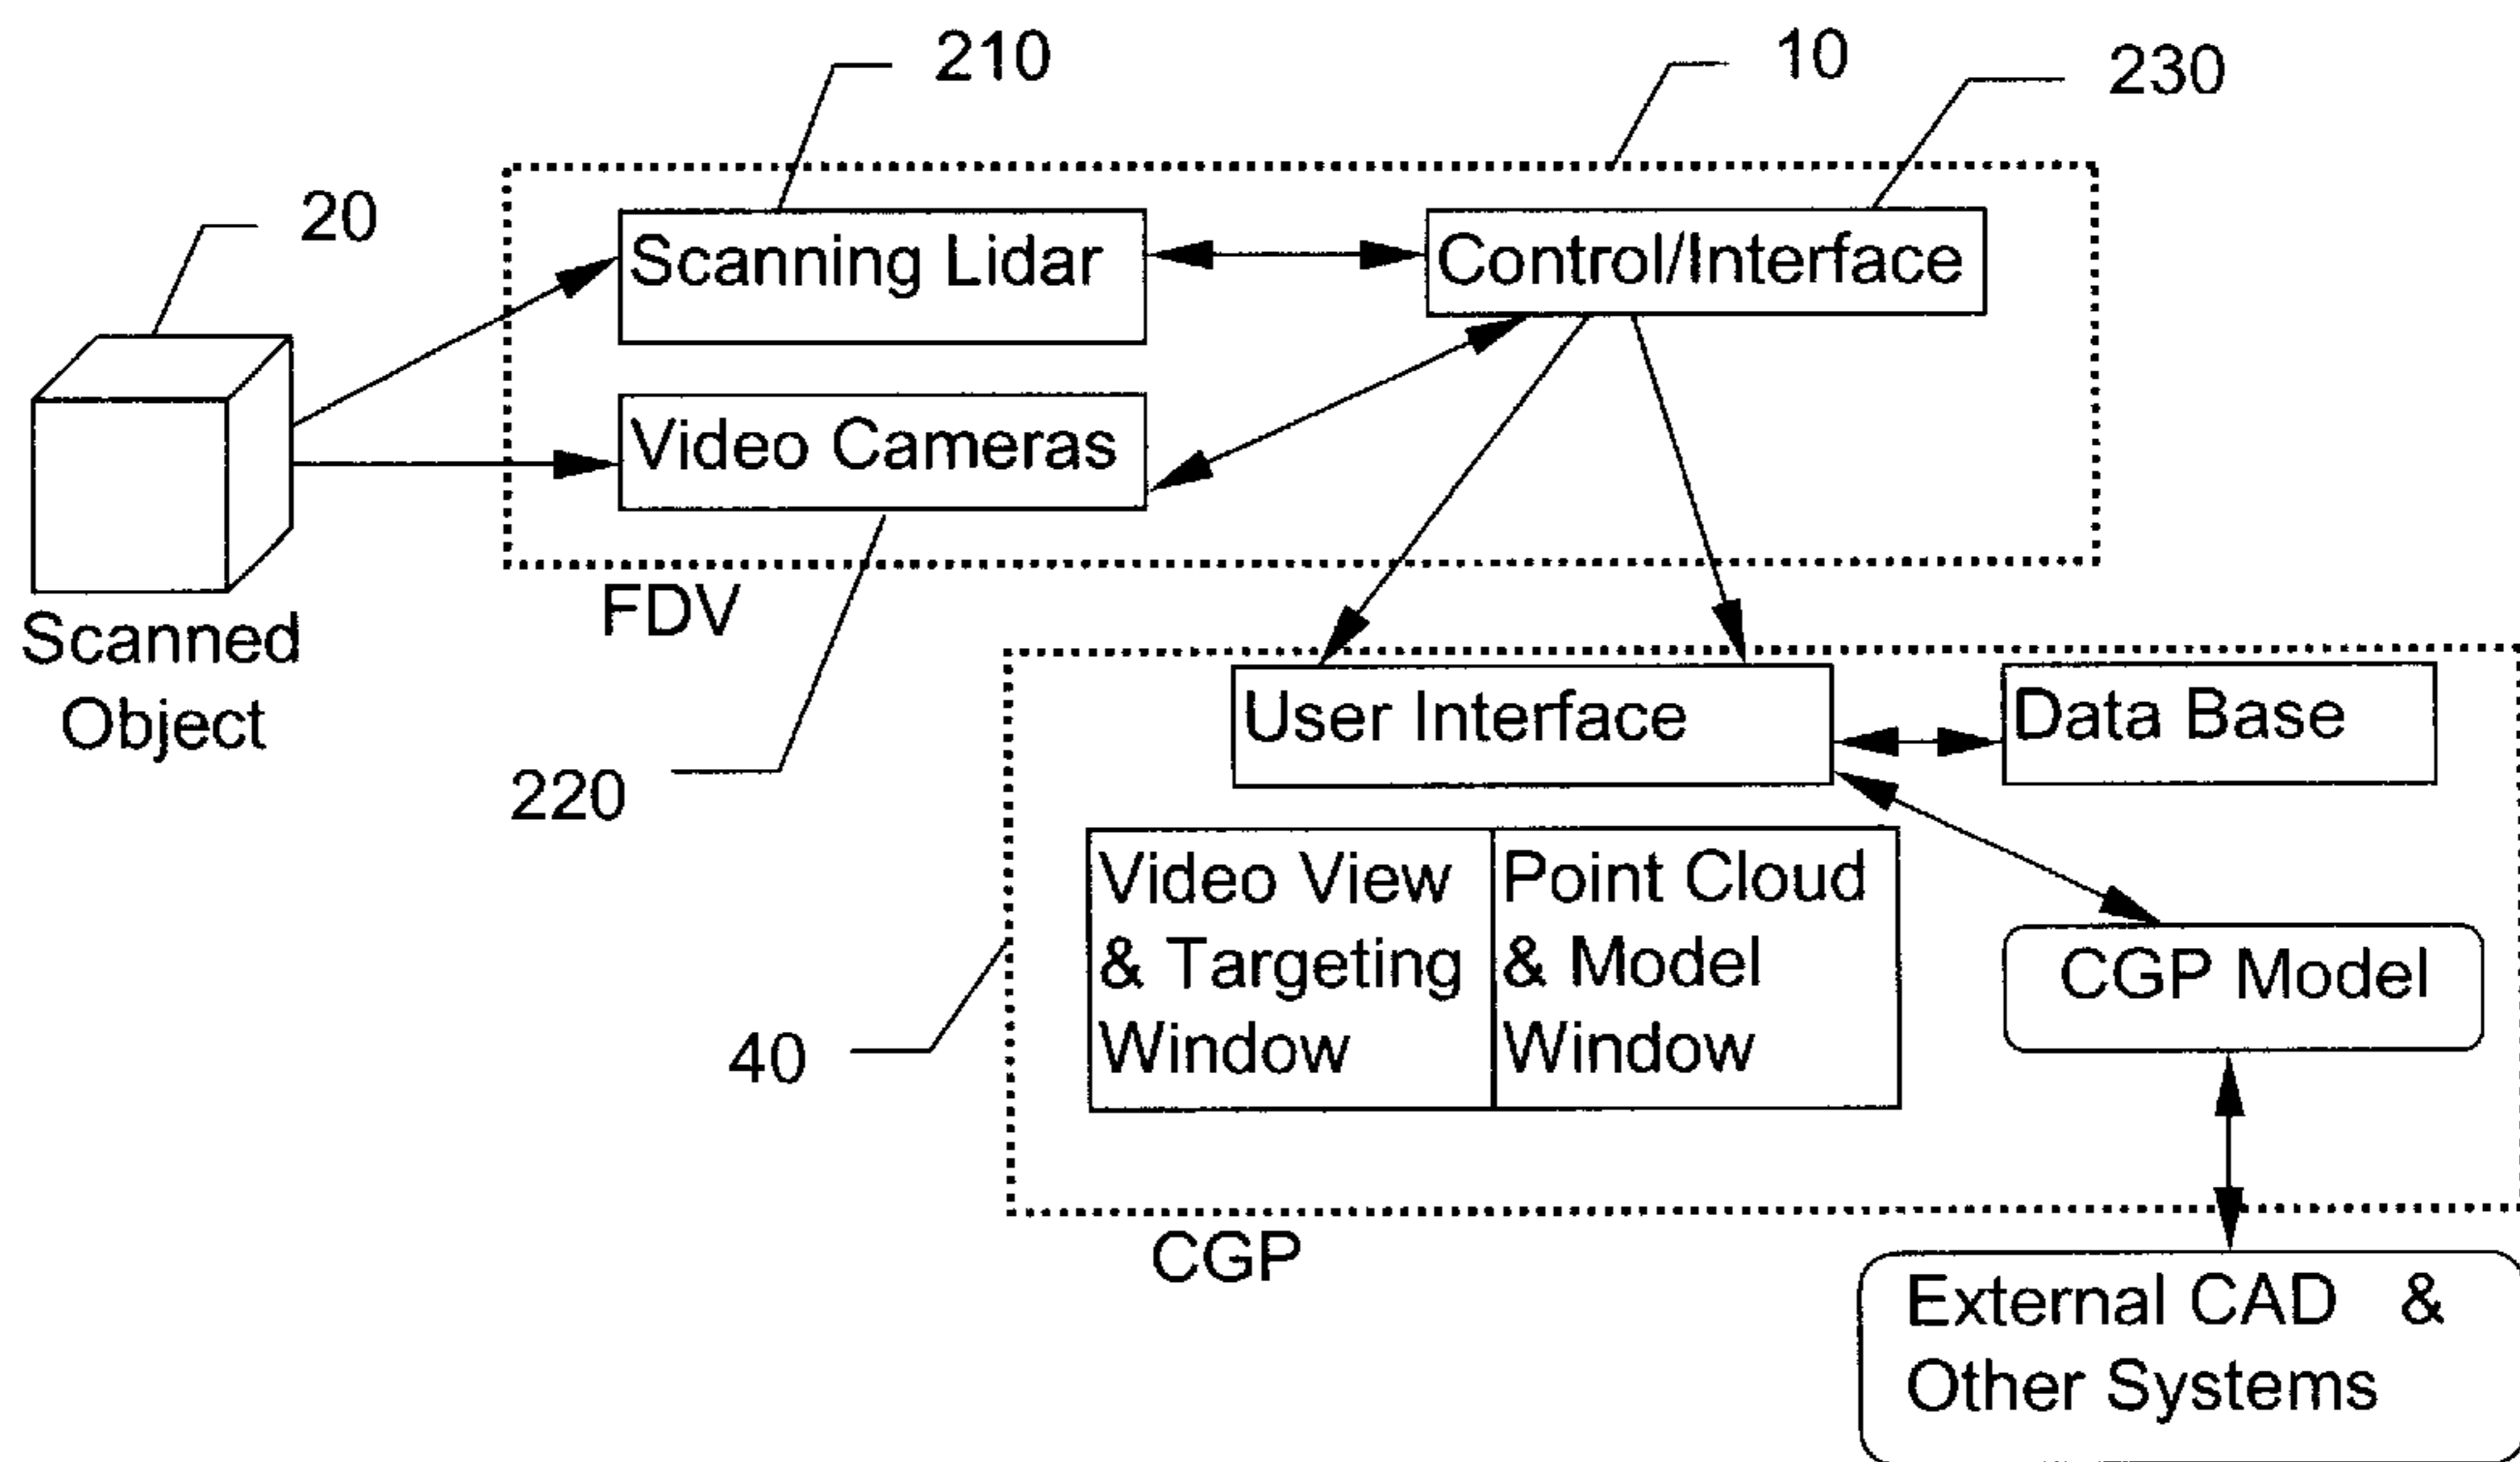 210
10
230
20
Scanning Lidar
Control/Interface
Video Cameras
FDV
Scanned
Object
220
User Interface
Data Base
Video View
& Targeting
Window
Point Cloud
& Model
Window
CGP Model
40
CGP
External CAD &
Other Systems